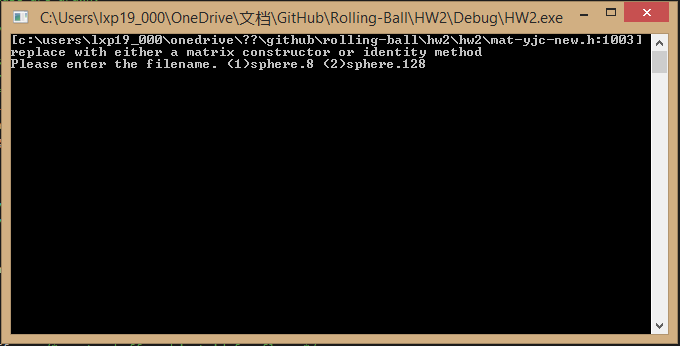 C:\Users\lxp19_000\OneDrive\文档\GitHub\Rolling-Ball\HW2\Debug\HW2.exe
[c:\users\lxp19_000\onedrive\??\github\rolling-ball\hw2\hw2\mat-yjc-new.h:1003]
replace with either a matrix constructor or identity method
Please enter the filename. (1)sphere.8 (2)sphere.128